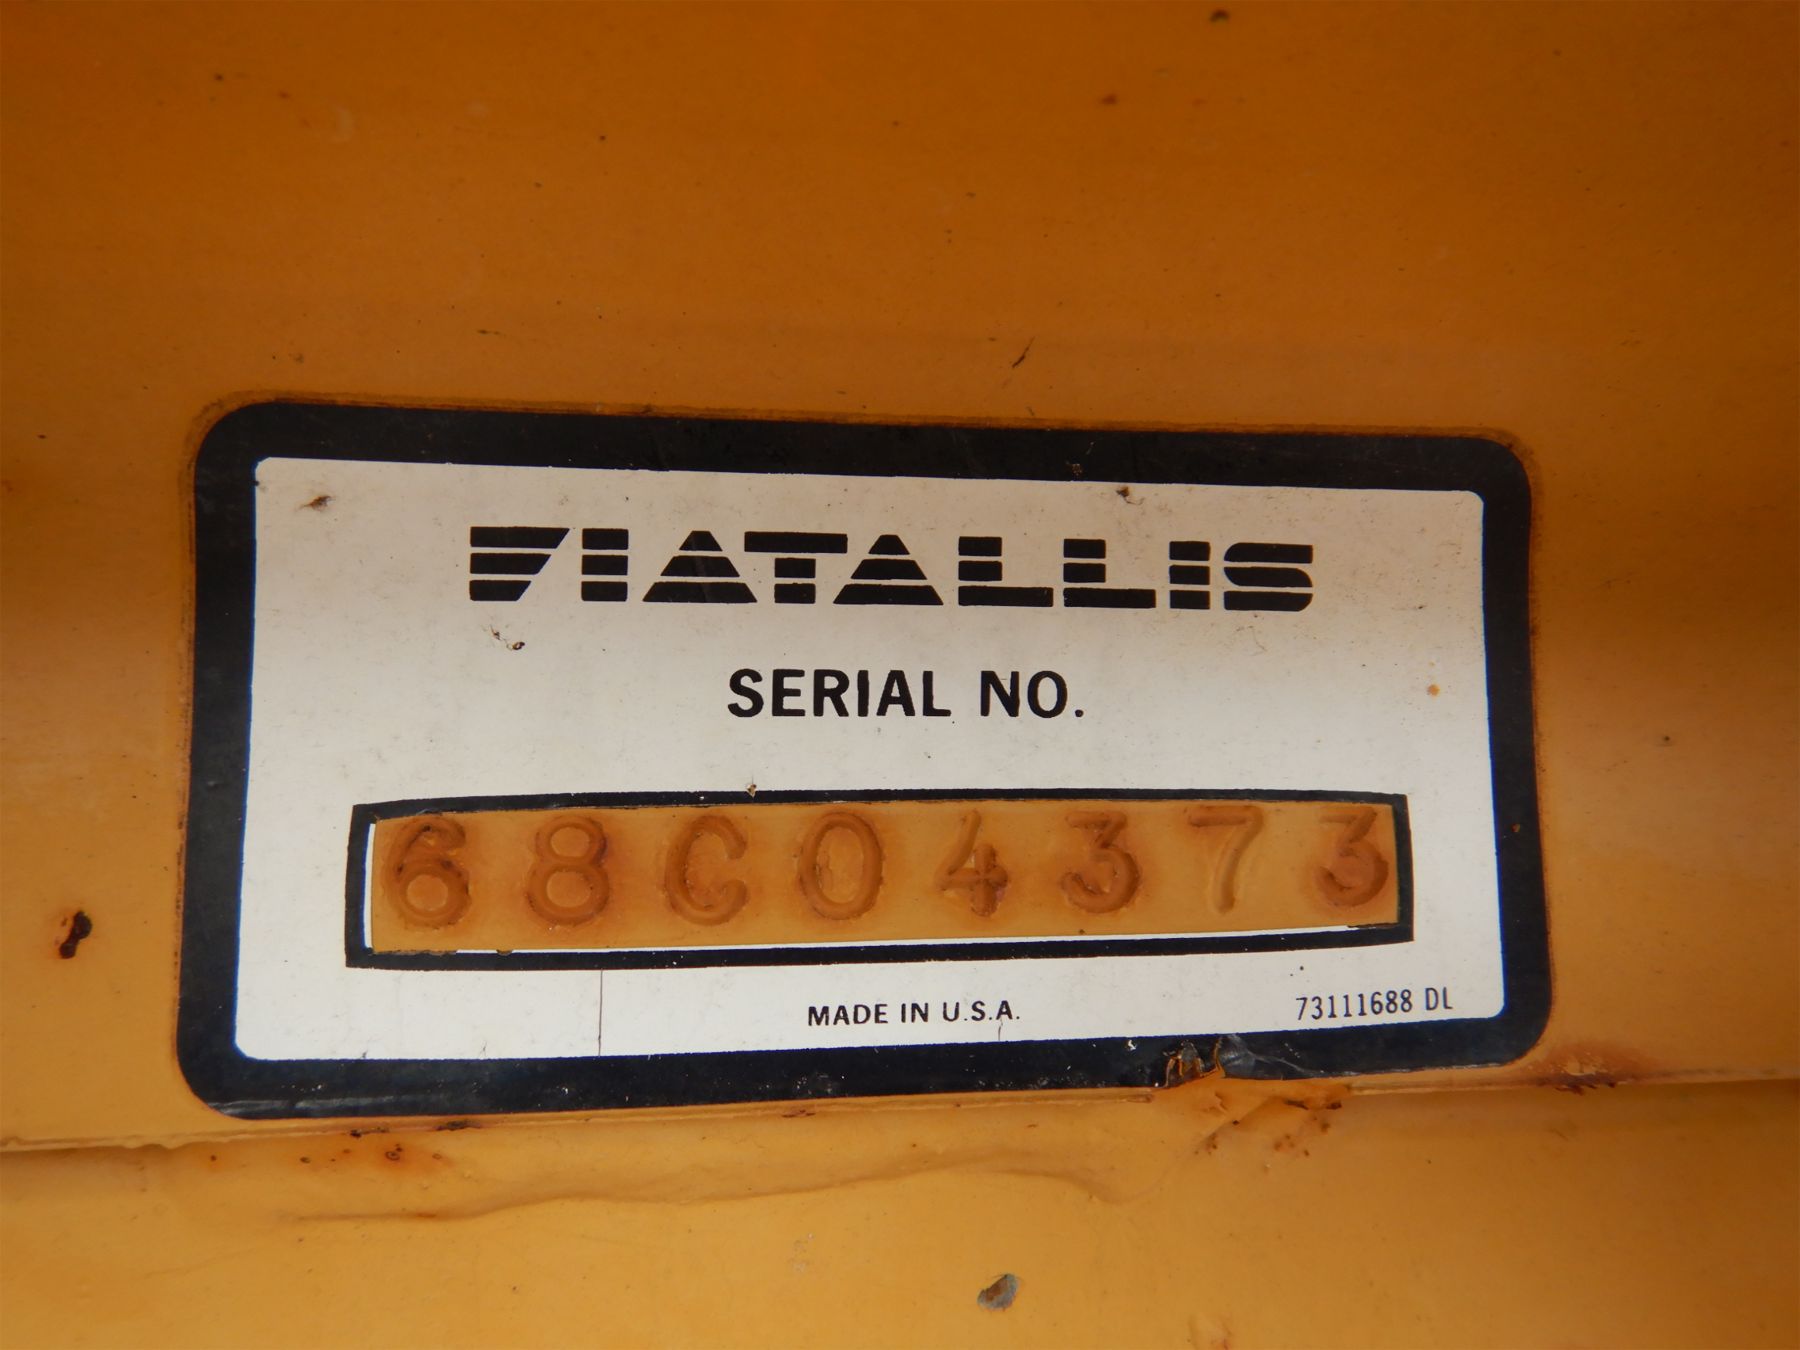 FIATALLIS
SERIAL NO.
68C04373
MADE IN U.S.A.
73111688 DL